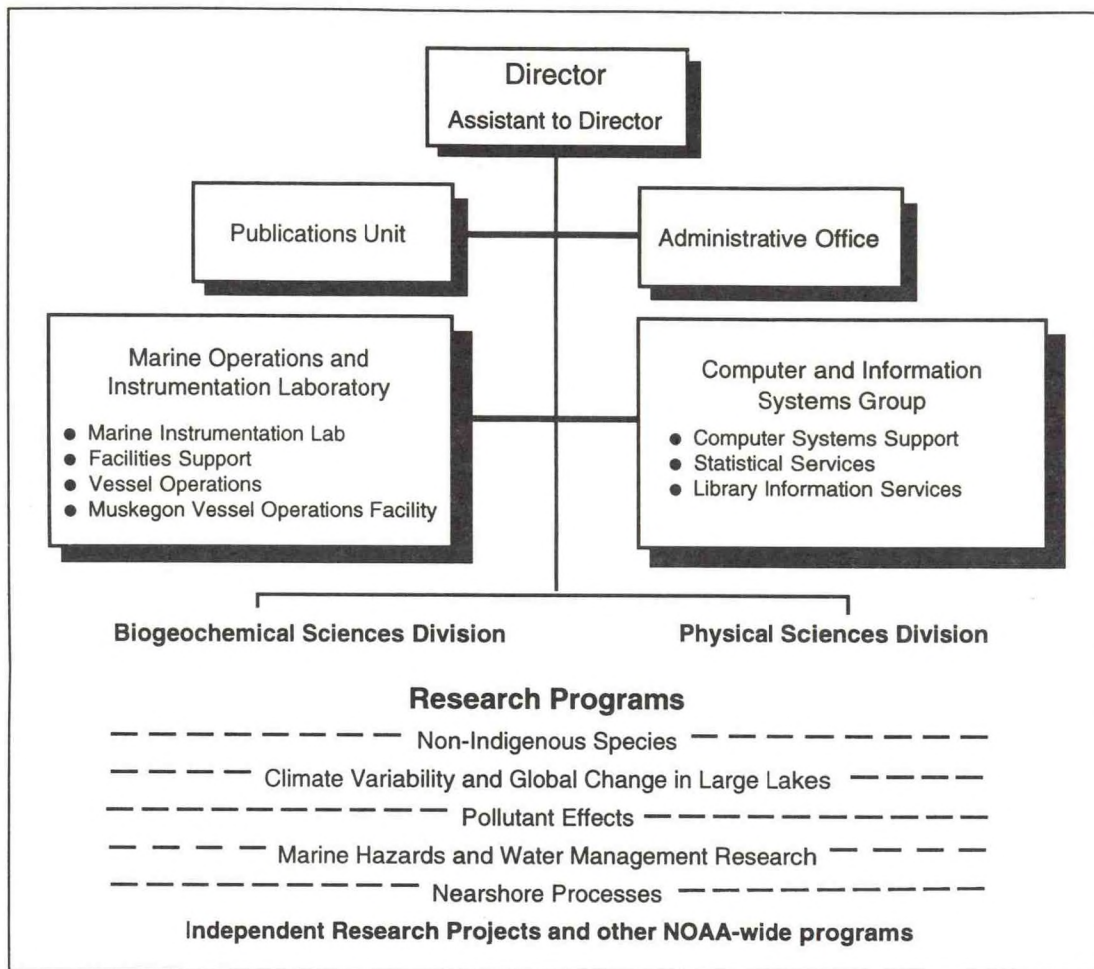 Director
Assistant to Director
Publications Unit
Administrative Office
Marine Operations and
Instrumentation Laboratory
● Marine Instrumentation Lab
● Facilities Support
● Vessel Operations
● Muskegon Vessel Operations Facility
Computer and Information
Systems Group
● Computer Systems Support
● Statistical Services
● Library Information Services
Biogeochemical Sciences Division
Physical Sciences Division
Research Programs
Non-Indigenous Species
Climate Variability and Global Change in Large Lakes
Pollutant Effects
Marine Hazards and Water Management Research
Nearshore Processes
Independent Research Projects and other NOAA-wide programs